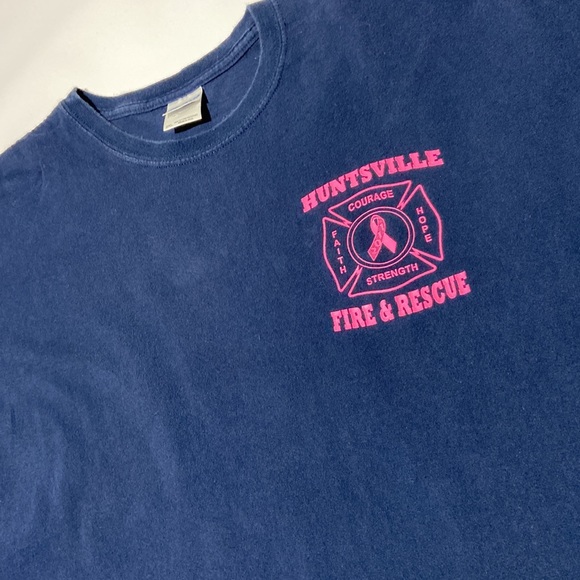 HUNTSVILLE
COURAGE
FAITH
HOPE
STRENGTH
FIRE & RESCUE